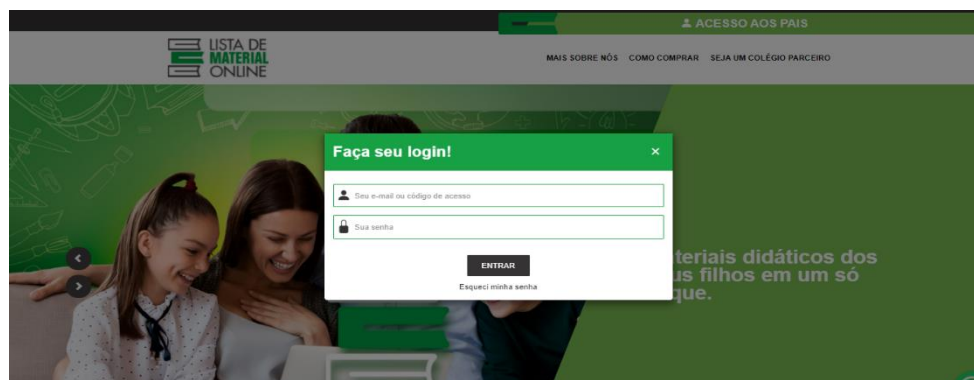 ACESSO AOS PAIS
LISTA DE
MATERIAL
ONLINE
MAIS SOBRE NÓS COMO COMPRAR SEJA UM COLÉGIO PARCEIRO
Faça seu login! ×
Seu e-mail ou código de acesso
Sua senha
ENTRAR
Esqueci minha senha
teriais didáticos dos
us filhos em um só
que.